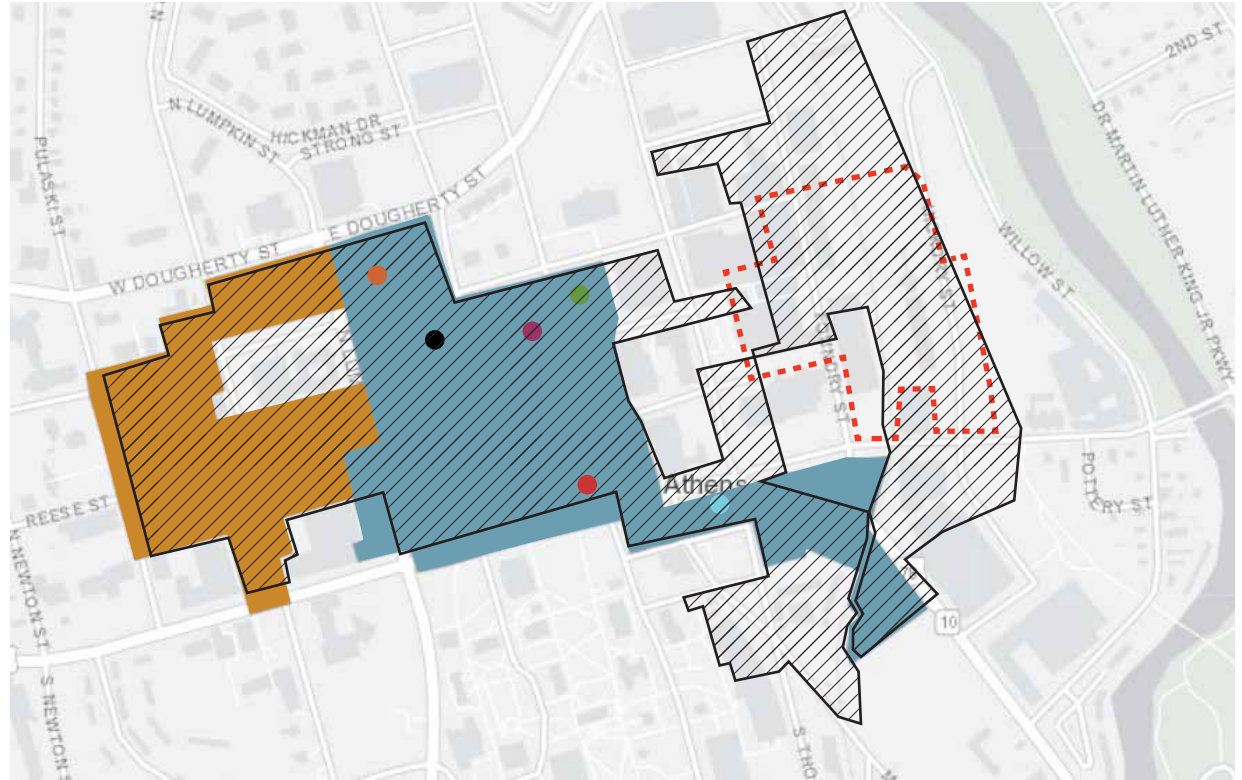 2ND ST
N LUMPKIN ST
HICKMAN DR
STRONG ST
PULASKI ST
DR MARTIN LUTHER KING JR PKWY
E DOUGHERTY ST
W DOUGHERTY ST
WILLOW ST
FOUNDRY ST
Athens
POTTERY ST
REESE ST
N NEWTON ST
10
S NEWTON S
S THO